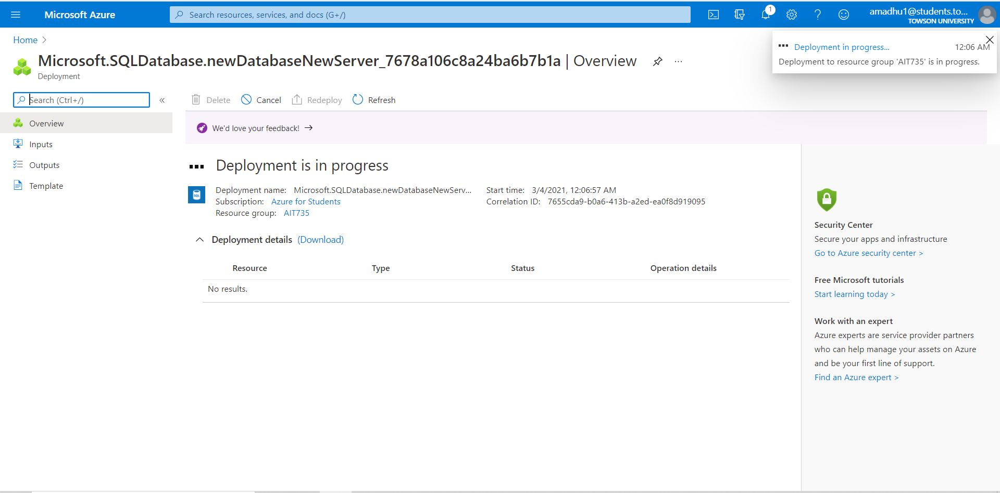 Microsoft Azure
Search resources, services, and docs (G+/)
1
amadhu1@students.to...
TOWSON UNIVERSITY
Home
Deployment in progress...
12:06 AM
Deployment to resource group 'AIT735' is in progress.
Microsoft.SQLDatabase.newDatabaseNewServer_7678a106c8a24ba6b7b1a | Overview
Deployment
Search (Ctrl+/)
«
Delete
Cancel
Redeploy
Refresh
Overview
Inputs
Outputs
Template
We'd love your feedback! →
Deployment is in progress
SQL
Deployment name: Microsoft.SQLDatabase.newDatabaseNewServ...
Subscription: Azure for Students
Resource group: AIT735
Start time: 3/4/2021, 12:06:57 AM
Correlation ID: 7655cda9-b0a6-413b-a2ed-ea0f8d919095
Deployment details (Download)
Resource Type Status Operation details
No results.
Security Center
Secure your apps and infrastructure
Go to Azure security center >
Free Microsoft tutorials
Start learning today >
Work with an expert
Azure experts are service provider partners
who can help manage your assets on Azure
and be your first line of support.
Find an Azure expert >